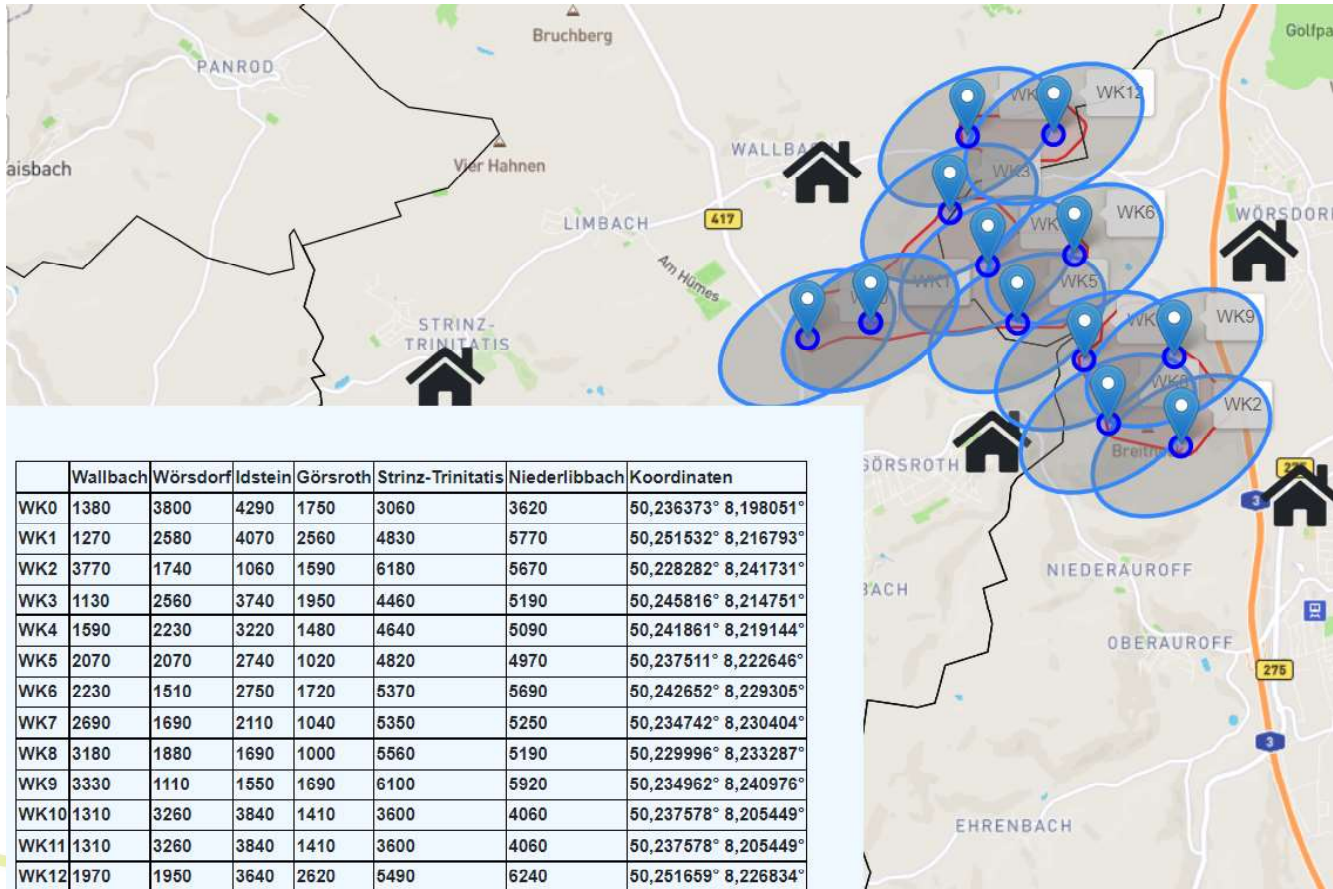 Bruchberg
Golfpa
PANROD
WK12
aisbach
Vier Hahnen
WALLBA
WK3
LIMBACH
417
WK6
WÖRSDORF
Am Hümes
WK5
WK1
STRINZ-
TRINITATIS
WK9
WK8
WK2
GÖRSROTH
Breith
275
3
NIEDERAUROFF
BACH
OBERAUROFF
275
3
EHRENBACH
Wallbach Wörsdorf Idstein Görsroth Strinz-Trinitatis Niederlibbach Koordinaten
WK0 1380 3800 4290 1750 3060 3620 50,236373° 8,198051°
WK1 1270 2580 4070 2560 4830 5770 50,251532° 8,216793°
WK2 3770 1740 1060 1590 6180 5670 50,228282° 8,241731°
WK3 1130 2560 3740 1950 4460 5190 50,245816° 8,214751°
WK4 1590 2230 3220 1480 4640 5090 50,241861° 8,219144°
WK5 2070 2070 2740 1020 4820 4970 50,237511° 8,222646°
WK6 2230 1510 2750 1720 5370 5690 50,242652° 8,229305°
WK7 2690 1690 2110 1040 5350 5250 50,234742° 8,230404°
WK8 3180 1880 1690 1000 5560 5190 50,229996° 8,233287°
WK9 3330 1110 1550 1690 6100 5920 50,234962° 8,240976°
WK10 1310 3260 3840 1410 3600 4060 50,237578° 8,205449°
WK11 1310 3260 3840 1410 3600 4060 50,237578° 8,205449°
WK12 1970 1950 3640 2620 5490 6240 50,251659° 8,226834°